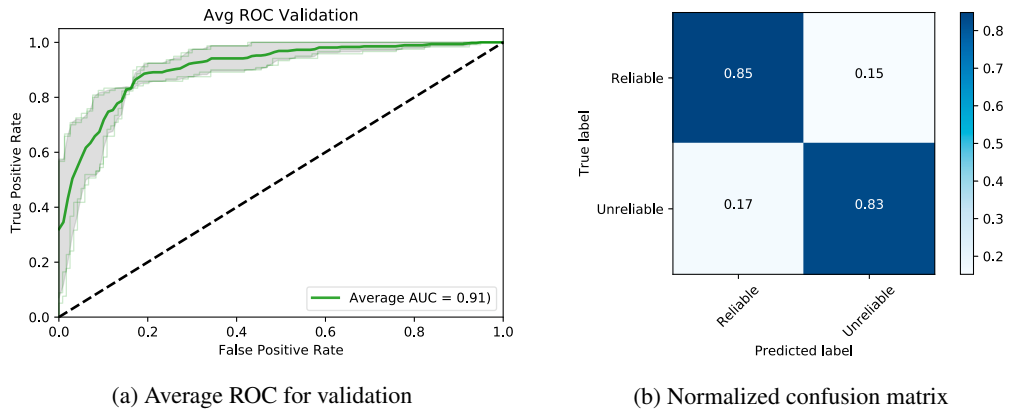 Avg ROC Validation
True Positive Rate
1.0
0.8
0.6
0.4
0.2
0.0
0.0 0.2 0.4 0.6 0.8 1.0
False Positive Rate
Average AUC = 0.91)
(a) Average ROC for validation
True label
Reliable
Unreliable
0.85 0.15
0.17 0.83
Reliable Unreliable
Predicted label
0.8
0.7
0.6
0.5
0.4
0.3
0.2
(b) Normalized confusion matrix